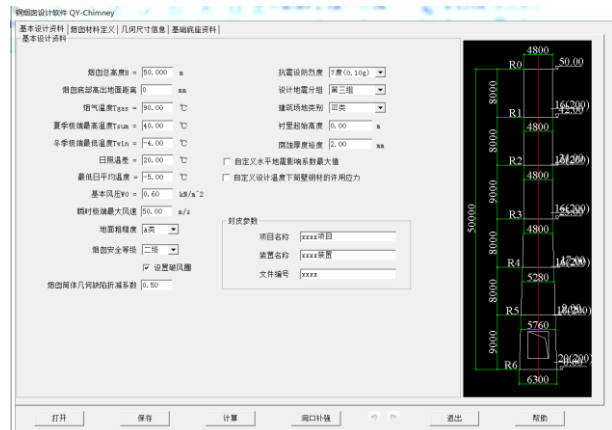 钢烟囱设计软件 QY-Chimney
基本设计资料 | 烟囱材料定义 | 几何尺寸信息 | 基础底座资料
基本设计资料
烟囱总高度H = 50.000 m
烟囱底部高出地面距离 0 mm
烟气温度Tgas = 90.00 ℃
夏季极端最高温度Tsum = 40.00 ℃
冬季极端最低温度Twin = -4.00 ℃
日照温差 = 20.00 ℃
最低日平均温度 = -5.00 ℃
基本风压W0 = 0.60 kN/m^2
瞬时极端最大风速 50.00 m/s
地面粗糙度 A类
烟囱安全等级 二级
设置破风圈
烟囱筒体几何缺陷折减系数 0.50
抗震设防烈度 7度(0.10g)
设计地震分组 第三组
建筑场地类别 Ⅲ类
衬里起始高度 0.00 m
腐蚀厚度裕度 2.00 mm
自定义水平地震影响系数最大值
自定义设计温度下筒壁钢材的许用应力
封皮参数
项目名称 xxxx项目
装置名称 xxxx装置
文件编号 xxxx
4800
R0 50.00
8000
R1
4800
8000
R2
9000
R3
4800
50000
8000
R4
5280
8000
R5
5760
9000
R6
6300
打开 保存 计算 洞口补强 退出 帮助